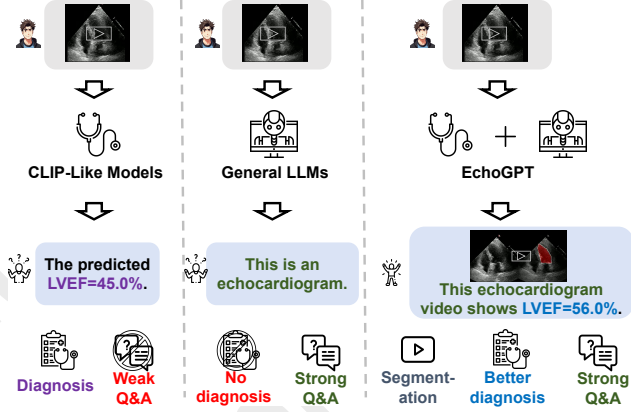 CLIP-Like Models
General LLMs
EchoGPT
The predicted
LVEF=45.0%.
This is an
echocardiogram.
This echocardiogram
video shows LVEF=56.0%.
Diagnosis
Weak
Q&A
No
diagnosis
Strong
Q&A
Segment-
ation
Better
diagnosis
Strong
Q&A